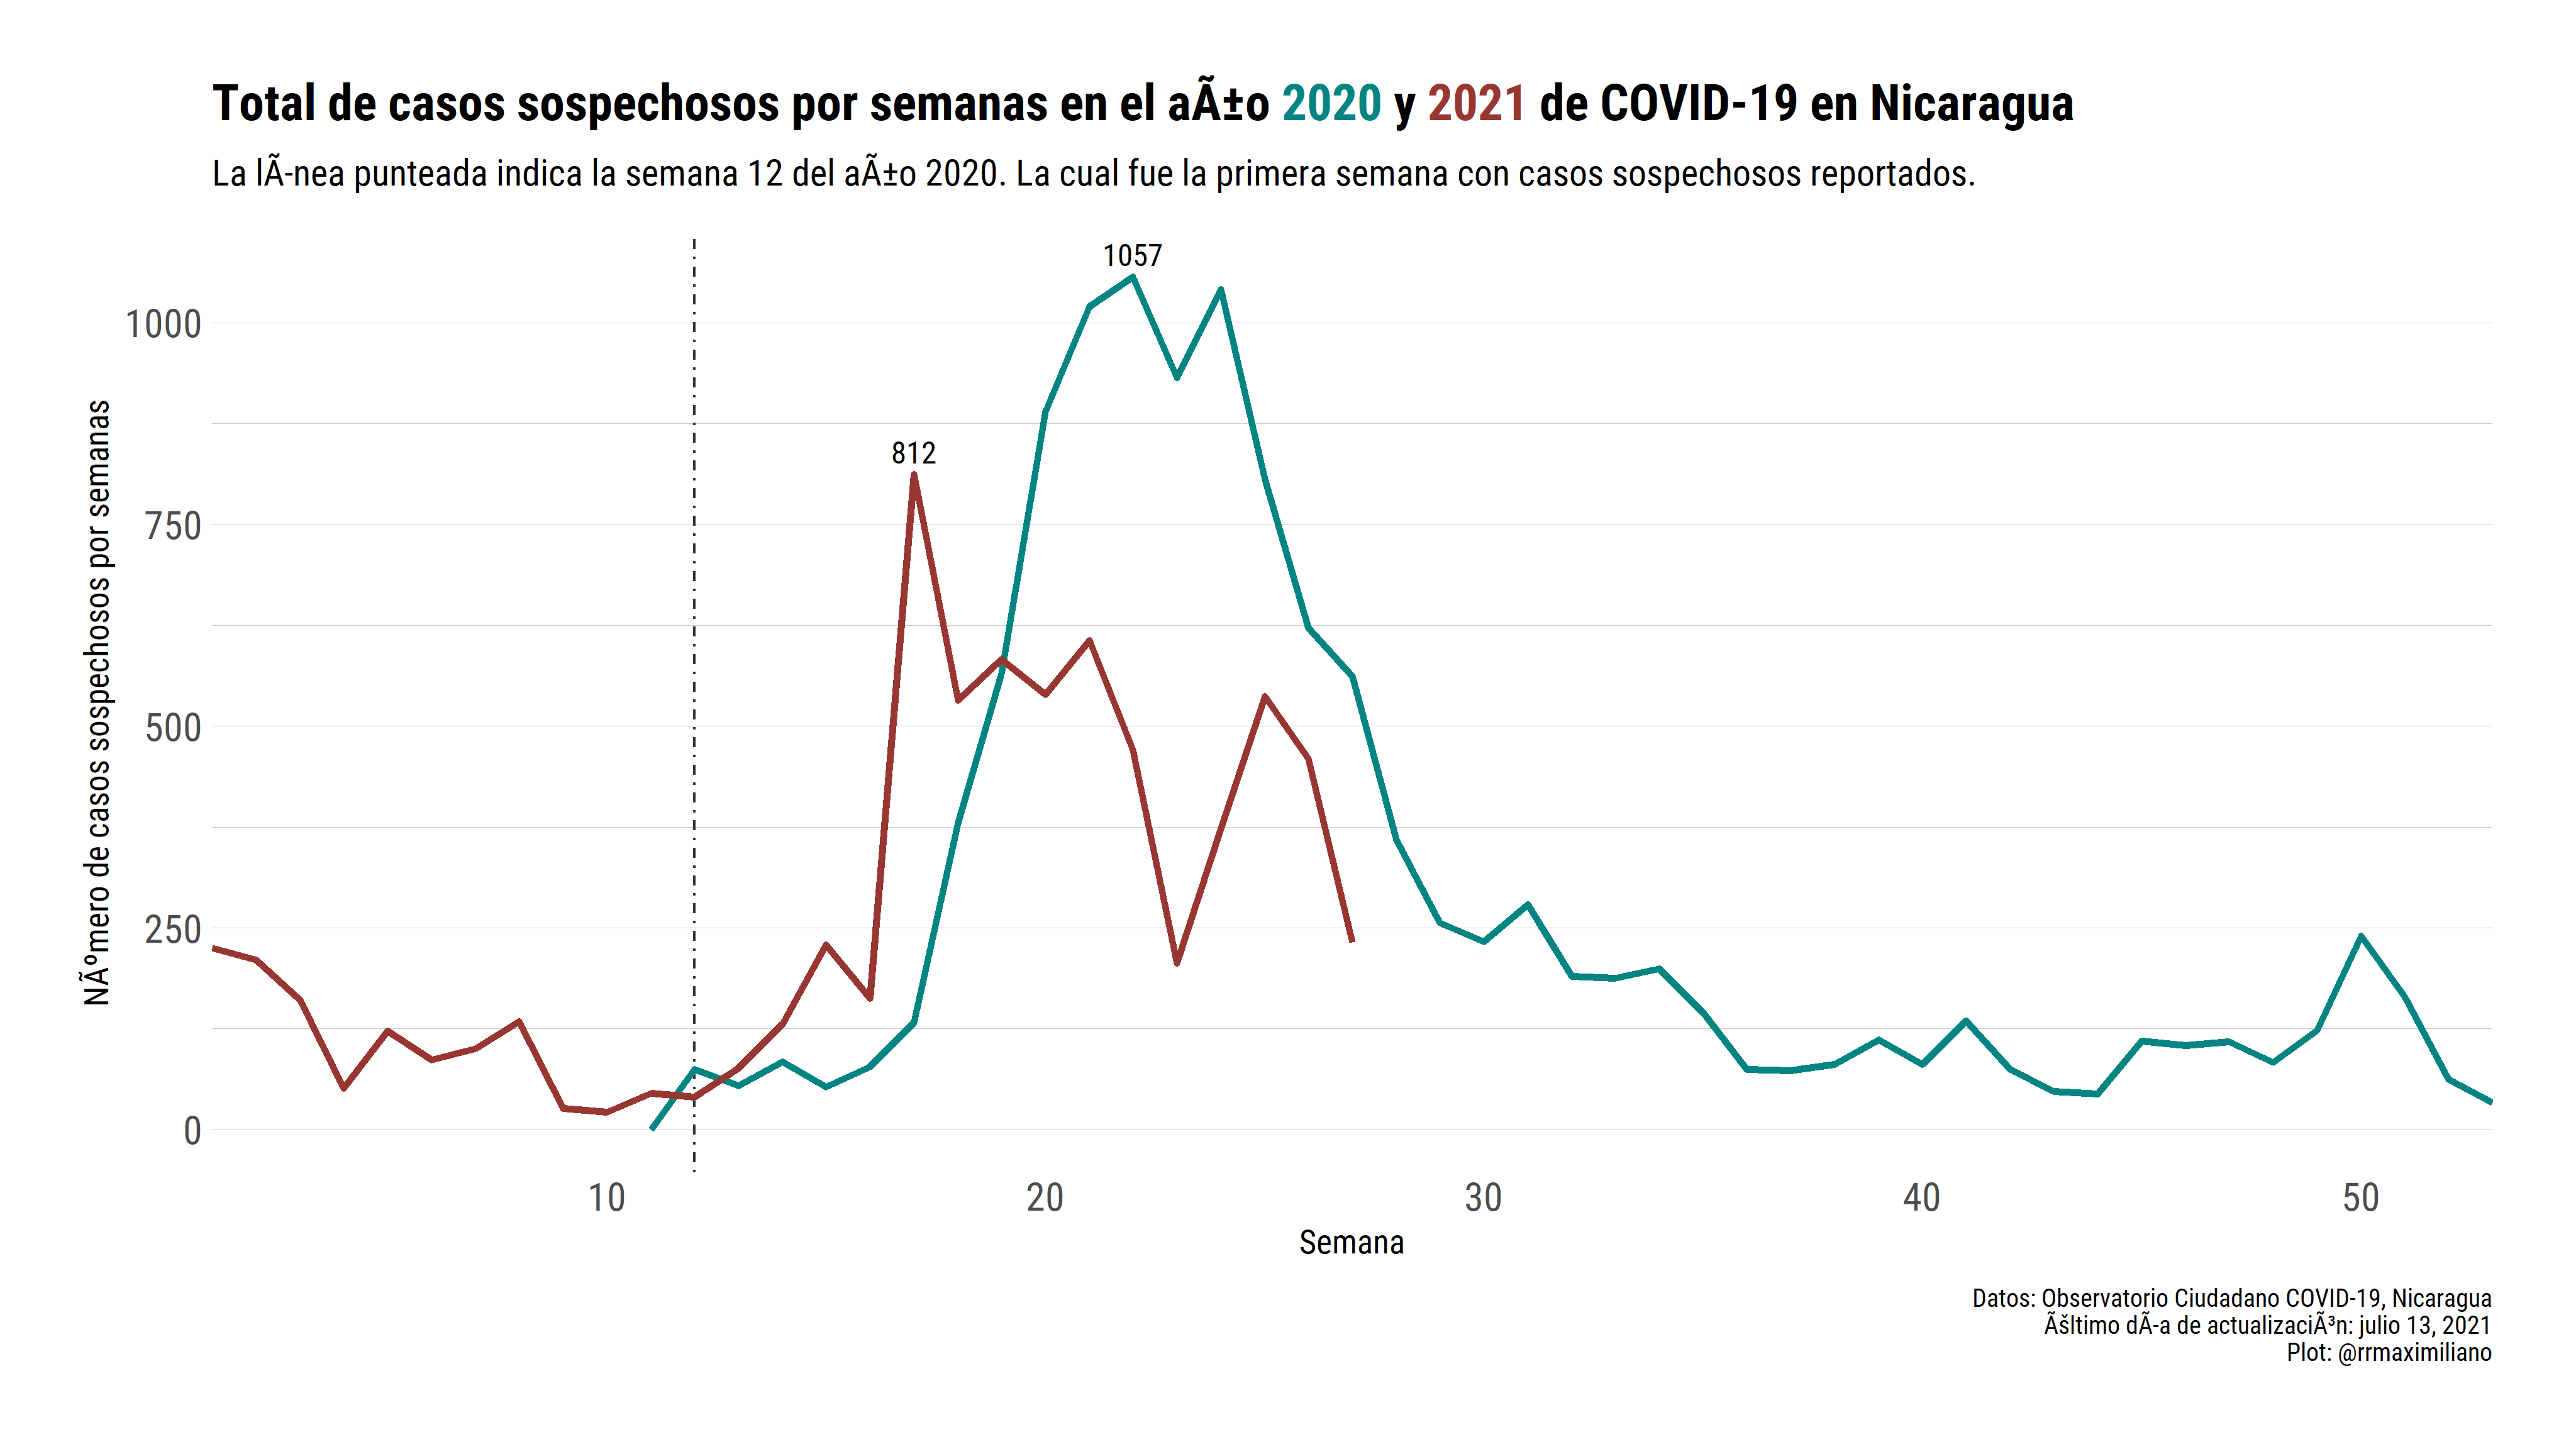 Total de casos sospechosos por semanas en el aÃ±o 2020 y 2021 de COVID-19 en Nicaragua
La lÃ-nea punteada indica la semana 12 del aÃ±o 2020. La cual fue la primera semana con casos sospechosos reportados.
NÃºmero de casos sospechosos por semanas
1000
750
500
250
0
1057
812
10
20
30
40
50
Semana
Datos: Observatorio Ciudadano COVID-19, Nicaragua
Ãšltimo dÃ-a de actualizaciÃ³n: julio 13, 2021
Plot: @rrmaximiliano